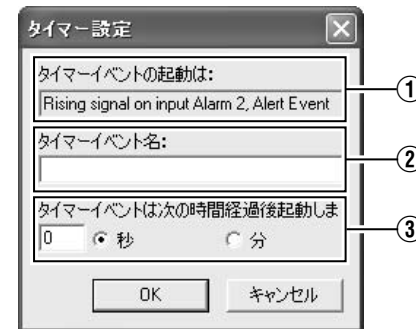 タイマー設定
タイマーイベントの起動は:
Rising signal on input Alarm 2, Alert Event
①
タイマーイベント名:
②
タイマーイベントは次の時間経過後起動しま
0 秒 分
③
OK キャンセル